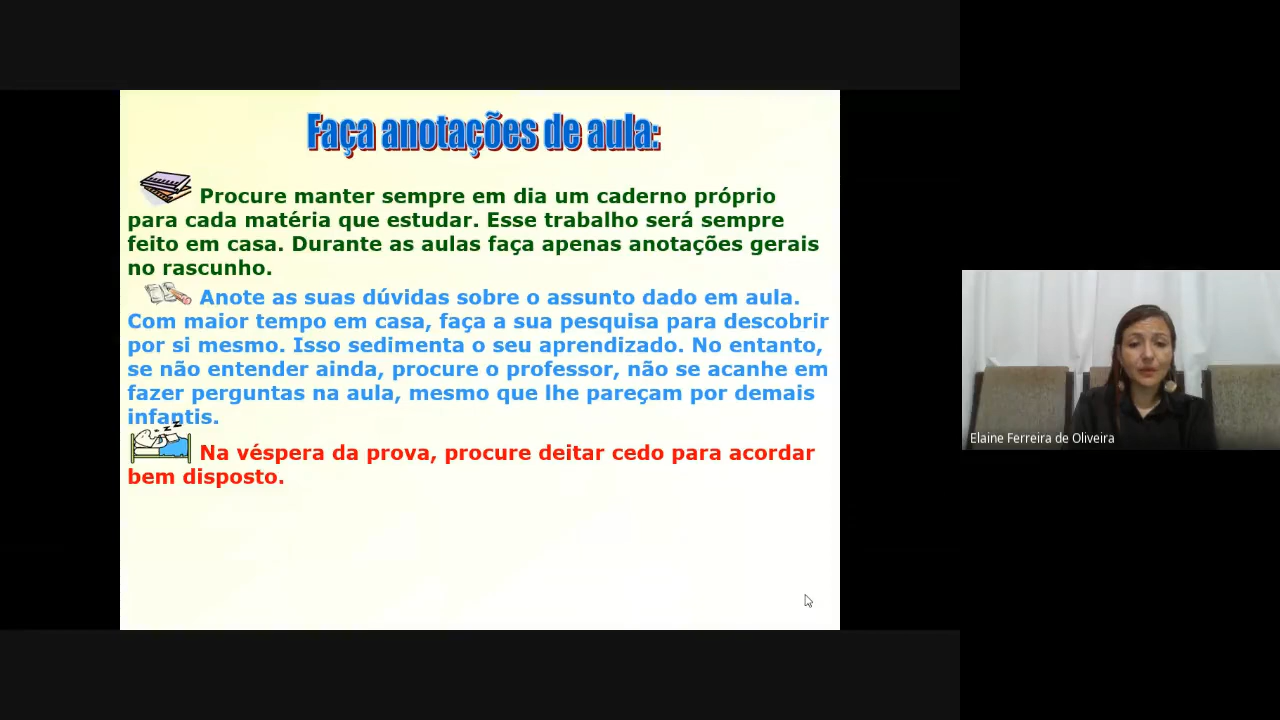 Faça anotações de aula:
Procure manter sempre em dia um caderno próprio
para cada matéria que estudar. Esse trabalho será sempre
feito em casa. Durante as aulas faça apenas anotações gerais
no rascunho.
Anote as suas dúvidas sobre o assunto dado em aula.
Com maior tempo em casa, faça a sua pesquisa para descobrir
por si mesmo. Isso sedimenta o seu aprendizado. No entanto,
se não entender ainda, procure o professor, não se acanhe em
fazer perguntas na aula, mesmo que lhe pareçam por demais
infantis.
z z z
Na véspera da prova, procure deitar cedo para acordar
bem disposto.
Elaine Ferreira de Oliveira